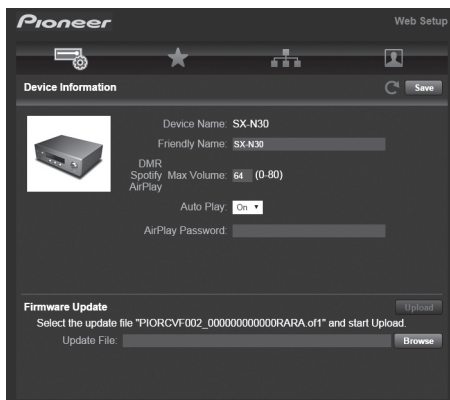 Pioneer
Web Setup
Device Information
Save
Device Name: SX-N30
Friendly Name: SX-N30
DMR
Spotify Max Volume: 64 (0-80)
AirPlay
Auto Play: On
AirPlay Password:
Firmware Update
Upload
Select the update file "PIORCVF002_000000000000RARA.of1" and start Upload.
Update File:
Browse